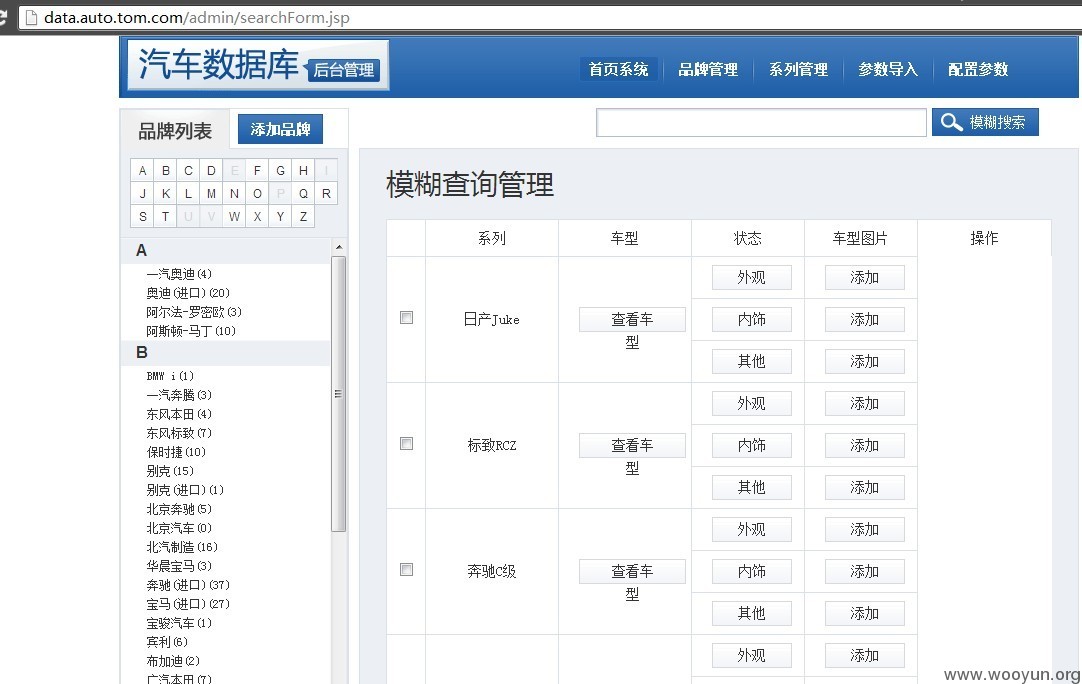 data.auto.tom.com/admin/searchForm.jsp
汽车数据库 后台管理
首页系统 品牌管理 系列管理 参数导入 配置参数
品牌列表 添加品牌
模糊搜索
A B C D E F G H I
J K L M N O P Q R
S T U V W X Y Z
A
一汽奥迪(4)
奥迪(进口)(20)
阿尔法-罗密欧(3)
阿斯顿-马丁(10)
B
BMW i(1)
一汽奔腾(3)
东风本田(4)
东风标致(7)
保时捷(10)
别克(15)
别克(进口)(1)
北京奔驰(5)
北京汽车(0)
北汽制造(16)
华晨宝马(3)
奔驰(进口)(37)
宝马(进口)(27)
宝骏汽车(1)
宾利(6)
布加迪(2)
广汽本田(7)
模糊查询管理
系列 车型 状态 车型图片 操作
外观 添加
日产Juke 查看车型 内饰 添加
其他 添加
外观 添加
标致RCZ 查看车型 内饰 添加
其他 添加
外观 添加
奔驰C级 查看车型 内饰 添加
其他 添加
外观 添加
www.wooyun.org